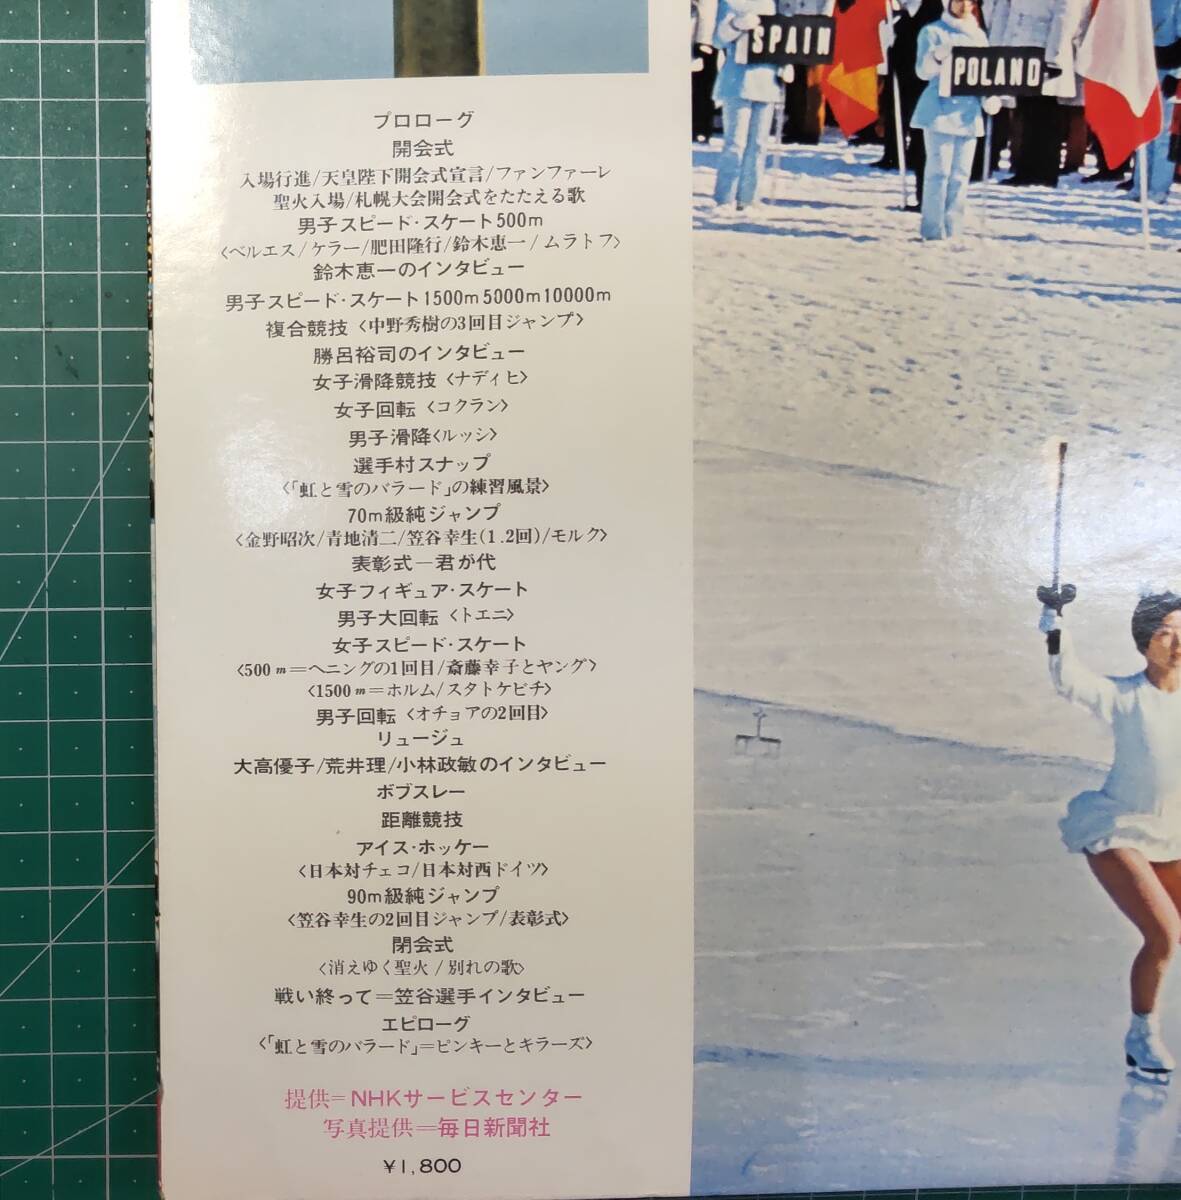 SPAIN
POLAND
プロローグ
開会式
入場行進/天皇陛下開会式宣言/ファンファーレ
聖火入場/札幌大会開会式をたたえる歌
男子スピード・スケート500m
〈ベルエス/ケラー/肥田隆行/鈴木恵一/ムラトフ〉
鈴木恵一のインタビュー
男子スピード・スケート1500m5000m10000m
複合競技〈中野秀樹の3回目ジャンプ〉
勝呂裕司のインタビュー
女子滑降競技〈ナディヒ〉
女子回転〈コクラン〉
男子滑降〈ルッシ〉
選手村スナップ
〈「虹と雪のバラード」の練習風景〉
70m級純ジャンプ
〈金野昭次/青地清二/笠谷幸生(1.2回)/モルク〉
表彰式─君が代
女子フィギュア・スケート
男子大回転〈トエニ〉
女子スピード・スケート
〈500m=ヘニングの1回目/斎藤幸子とヤング〉
〈1500m=ホルム/スタトケビチ〉
男子回転〈オチョアの2回目〉
リュージュ
大高優子/荒井理/小林政敏のインタビュー
ボブスレー
距離競技
アイス・ホッケー
〈日本対チェコ/日本対西ドイツ〉
90m級純ジャンプ
〈笠谷幸生の2回目ジャンプ/表彰式〉
閉会式
〈消えゆく聖火/別れの歌〉
戦い終って=笠谷選手インタビュー
エピローグ
〈「虹と雪のバラード」=ピンキーとキラーズ〉
提供=NHKサービスセンター
写真提供=毎日新聞社
¥1,800